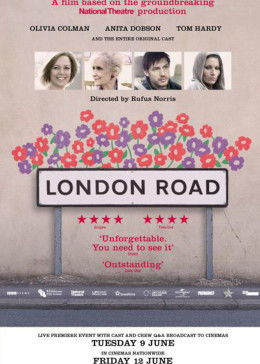 A film based on the groundbreaking
National Theatre production
OLIVIA COLMAN ANITA DOBSON TOM HARDY
AND THE ENTIRE ORIGINAL CAST
Directed by Rufus Norris
LONDON ROAD
★★★★ ★★★★
'Unforgettable.
You need to see it'
'Outstanding'
LIVE PREMIERE EVENT WITH CAST AND CREW Q&A BROADCAST TO CINEMAS
TUESDAY 9 JUNE
IN CINEMAS NATIONWIDE
FRIDAY 12 JUNE